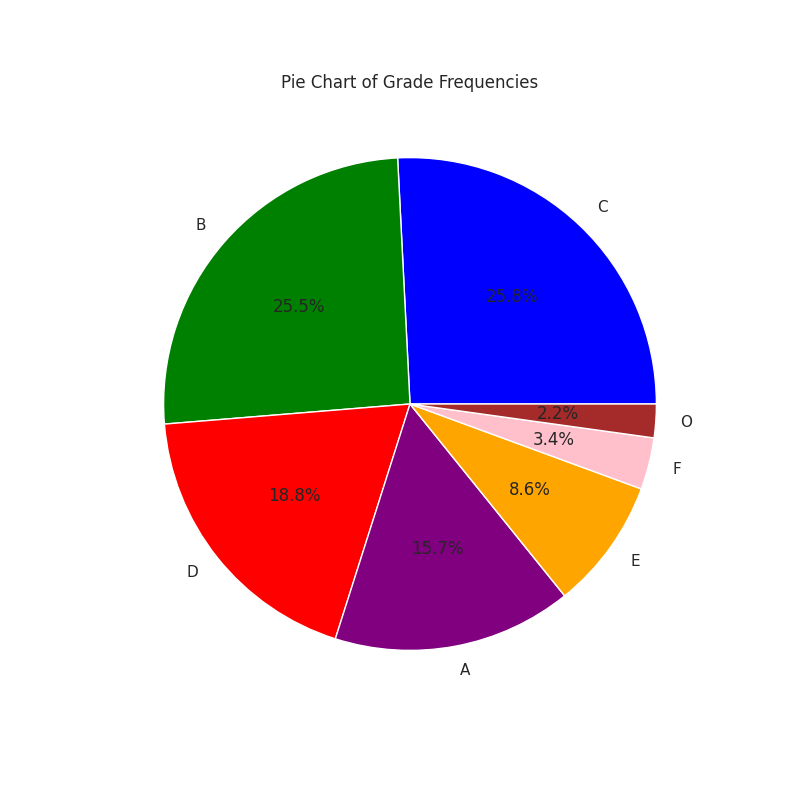 Pie Chart of Grade Frequencies
C
25.8%
B
25.5%
D
18.8%
A
15.7%
E
8.6%
F
3.4%
O
2.2%